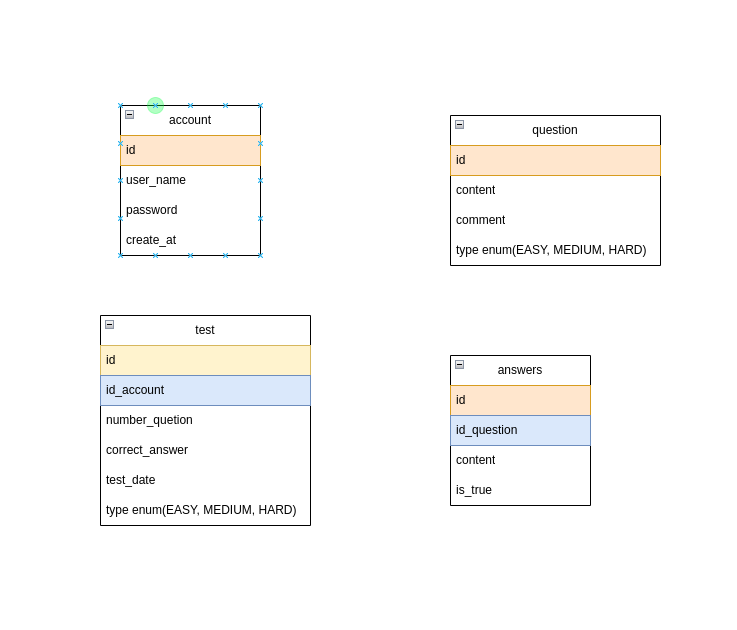 account
id
user_name
password
create_at
question
id
content
comment
type enum(EASY, MEDIUM, HARD)
test
id
id_account
number_quetion
correct_answer
test_date
type enum(EASY, MEDIUM, HARD)
answers
id
id_question
content
is_true